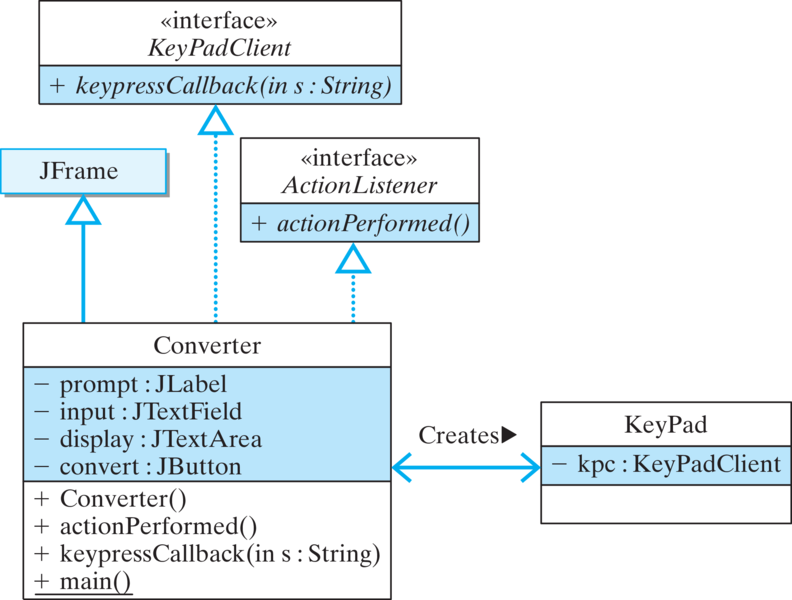 «interface»
KeyPadClient
+ keypressCallback(in s : String)
JFrame
«interface»
ActionListener
+ actionPerformed()
Converter
− prompt : JLabel
− input : JTextField
− display : JTextArea
− convert : JButton
+ Converter()
+ actionPerformed()
+ keypressCallback(in s : String)
+ main()
Creates▶
KeyPad
− kpc : KeyPadClient